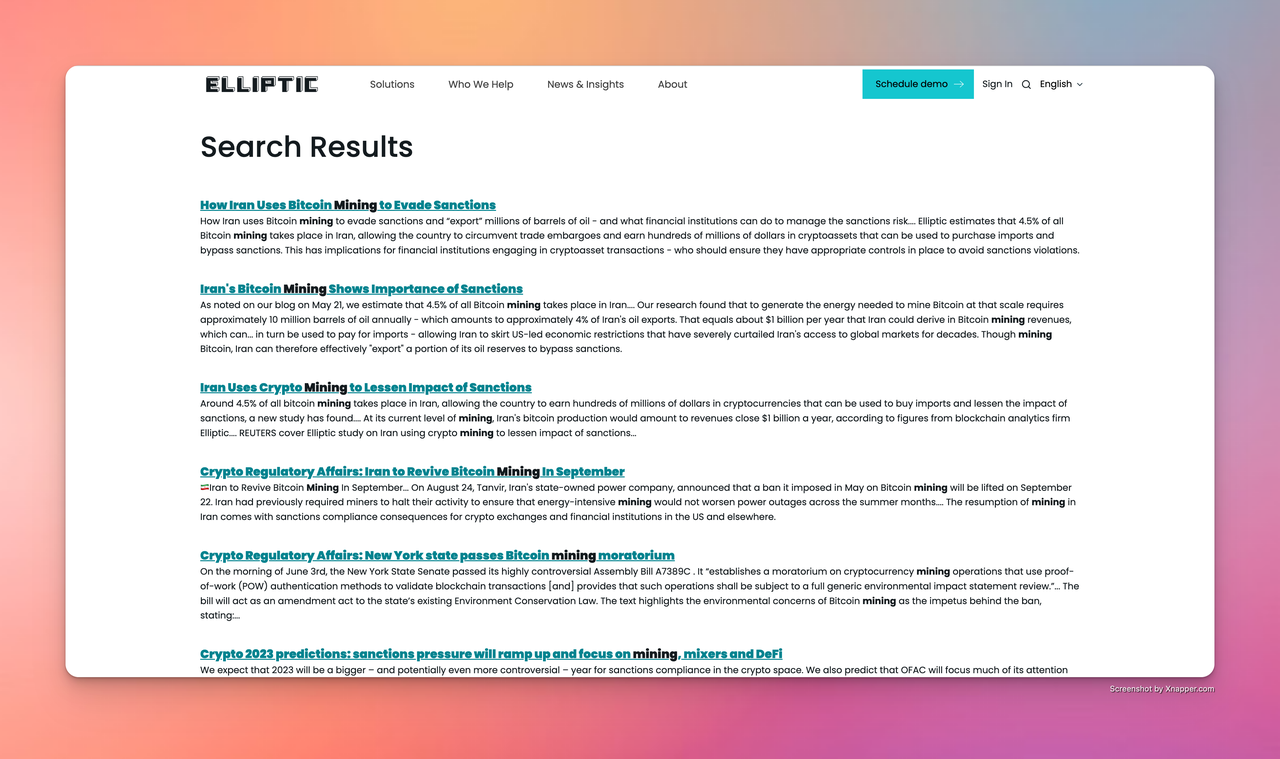 ELLIPTIC
Solutions
Who We Help
News & Insights
About
Schedule demo
Sign In
English
Search Results
How Iran Uses Bitcoin Mining to Evade Sanctions
How Iran uses Bitcoin mining to evade sanctions and “export” millions of barrels of oil - and what financial institutions can do to manage the sanctions risk.... Elliptic estimates that 4.5% of all
Bitcoin mining takes place in Iran, allowing the country to circumvent trade embargoes and earn hundreds of millions of dollars in cryptoassets that can be used to purchase imports and
bypass sanctions. This has implications for financial institutions engaging in cryptoasset transactions - who should ensure they have appropriate controls in place to avoid sanctions violations.
Iran's Bitcoin Mining Shows Importance of Sanctions
As noted on our blog on May 21, we estimate that 4.5% of all Bitcoin mining takes place in Iran.... Our research found that to generate the energy needed to mine Bitcoin at that scale requires
approximately 10 million barrels of oil annually - which amounts to approximately 4% of Iran's oil exports. That equals about $1 billion per year that Iran could derive in Bitcoin mining revenues,
which can... in turn be used to pay for imports - allowing Iran to skirt US-led economic restrictions that have severely curtailed Iran's access to global markets for decades. Though mining
Bitcoin, Iran can therefore effectively "export" a portion of its oil reserves to bypass sanctions.
Iran Uses Crypto Mining to Lessen Impact of Sanctions
Around 4.5% of all bitcoin mining takes place in Iran, allowing the country to earn hundreds of millions of dollars in cryptocurrencies that can be used to buy imports and lessen the impact of
sanctions, a new study has found.... At its current level of mining, Iran's bitcoin production would amount to revenues close $1 billion a year, according to figures from blockchain analytics firm
Elliptic.... REUTERS cover Elliptic study on Iran using crypto mining to lessen impact of sanctions...
Crypto Regulatory Affairs: Iran to Revive Bitcoin Mining In September
Iran to Revive Bitcoin Mining In September... On August 24, Tanvir, Iran's state-owned power company, announced that a ban it imposed in May on Bitcoin mining will be lifted on September
22. Iran had previously required miners to halt their activity to ensure that energy-intensive mining would not worsen power outages across the summer months.... The resumption of mining in
Iran comes with sanctions compliance consequences for crypto exchanges and financial institutions in the US and elsewhere.
Crypto Regulatory Affairs: New York state passes Bitcoin mining moratorium
On the morning of June 3rd, the New York State Senate passed its highly controversial Assembly Bill A7389C . It “establishes a moratorium on cryptocurrency mining operations that use proof-
of-work (POW) authentication methods to validate blockchain transactions [and] provides that such operations shall be subject to a full generic environmental impact statement review.”... The
bill will act as an amendment act to the state’s existing Environment Conservation Law. The text highlights the environmental concerns of Bitcoin mining as the impetus behind the ban,
stating:...
Crypto 2023 predictions: sanctions pressure will ramp up and focus on mining, mixers and DeFi
We expect that 2023 will be a bigger – and potentially even more controversial – year for sanctions compliance in the crypto space. We also predict that OFAC will focus much of its attention
Screenshot by Xnapper.com